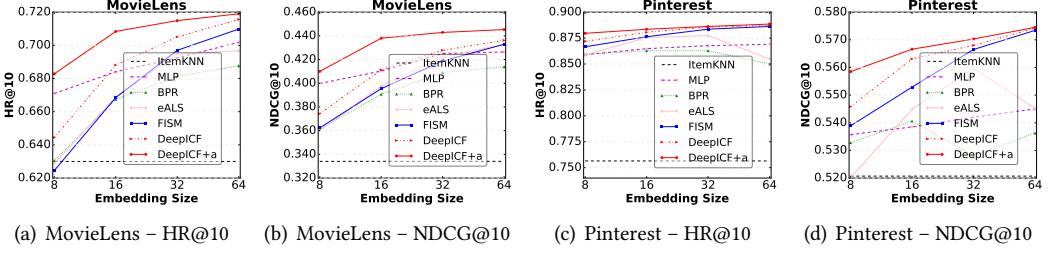 MovieLens
0.720
0.700
0.680
0.660
0.640
0.620
HR@10
ItemKNN
MLP
BPR
eALS
FISM
DeepICF
DeepICF+a
8 16 32 64
Embedding Size
(a) MovieLens – HR@10
MovieLens
0.460
0.440
0.420
0.400
0.380
0.360
0.340
0.320
NDCG@10
ItemKNN
MLP
BPR
eALS
FISM
DeepICF
DeepICF+a
8 16 32 64
Embedding Size
(b) MovieLens – NDCG@10
Pinterest
0.900
0.875
0.850
0.825
0.800
0.775
0.750
HR@10
ItemKNN
MLP
BPR
eALS
FISM
DeepICF
DeepICF+a
8 16 32 64
Embedding Size
(c) Pinterest – HR@10
Pinterest
0.580
0.570
0.560
0.550
0.540
0.530
0.520
NDCG@10
ItemKNN
MLP
BPR
eALS
FISM
DeepICF
DeepICF+a
8 16 32 64
Embedding Size
(d) Pinterest – NDCG@10